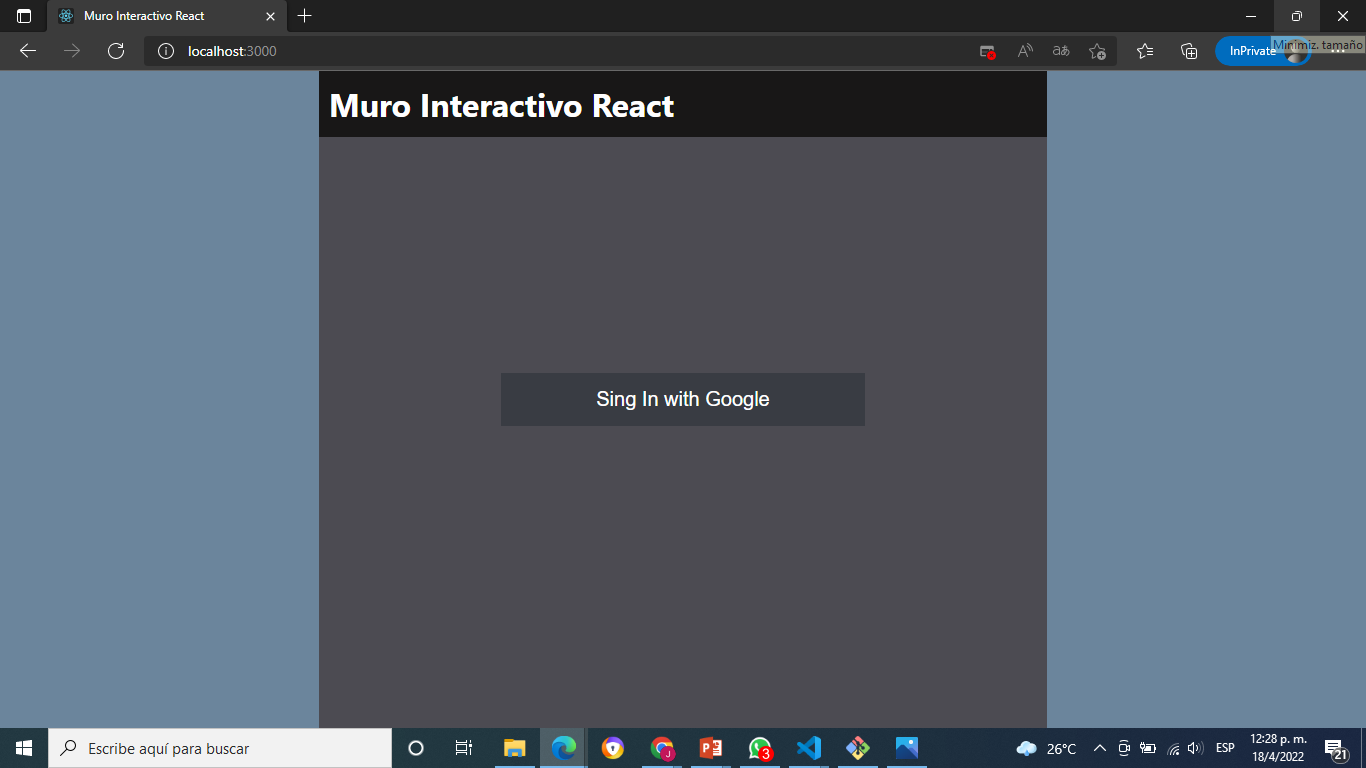 Muro Interactivo React
localhost:3000
InPrivate
Minimiz. tamaño
Muro Interactivo React
Sing In with Google
Escribe aquí para buscar
3
26°C
ESP
12:28 p. m.
18/4/2022
21